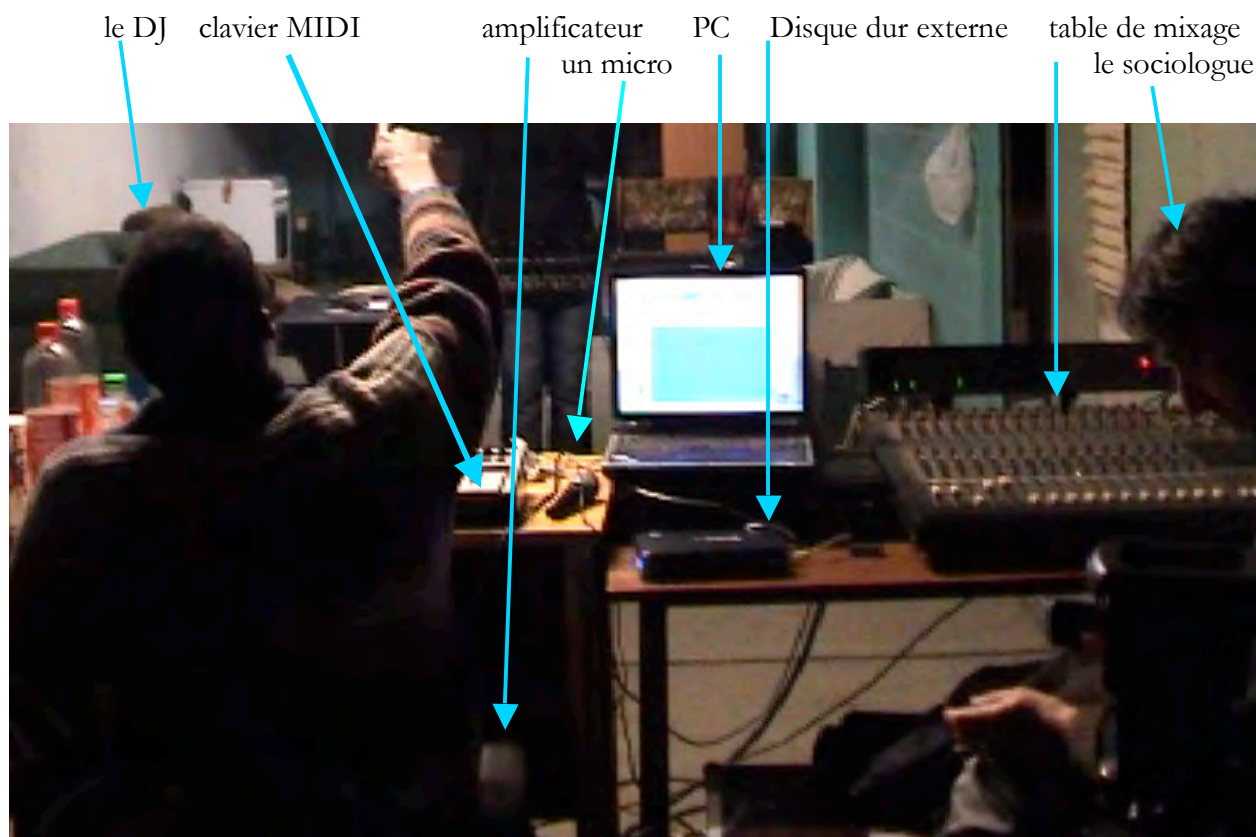 le DJ clavier MIDI amplificateur PC Disque dur externe table de mixage
un micro le sociologue